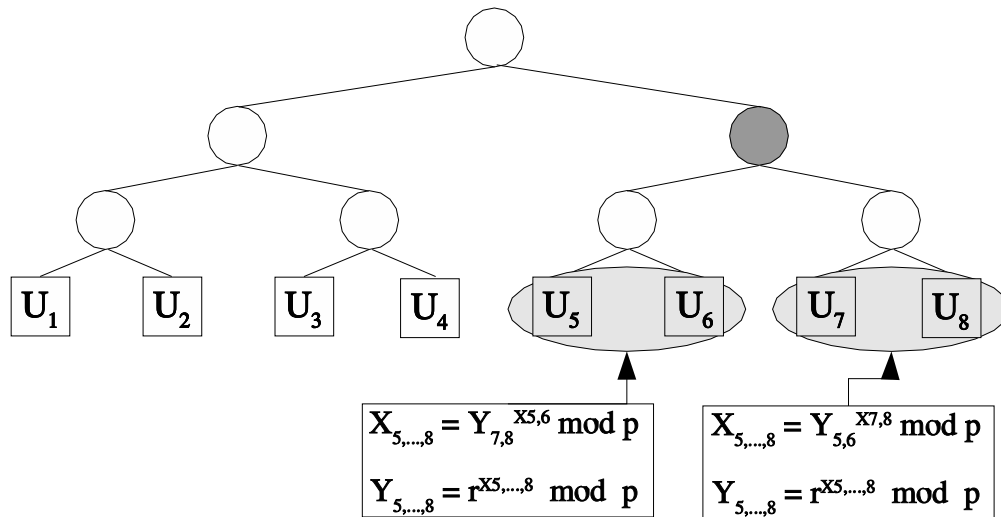 U₁ U₂ U₃ U₄ U₅ U₆ U₇ U₈
X₅,...,₈ = Y₇,₈^X5,6 mod p
Y₅,...,₈ = r^X5,...,8 mod p
X₅,...,₈ = Y₅,₆^X7,8 mod p
Y₅,...,₈ = r^X5,...,8 mod p